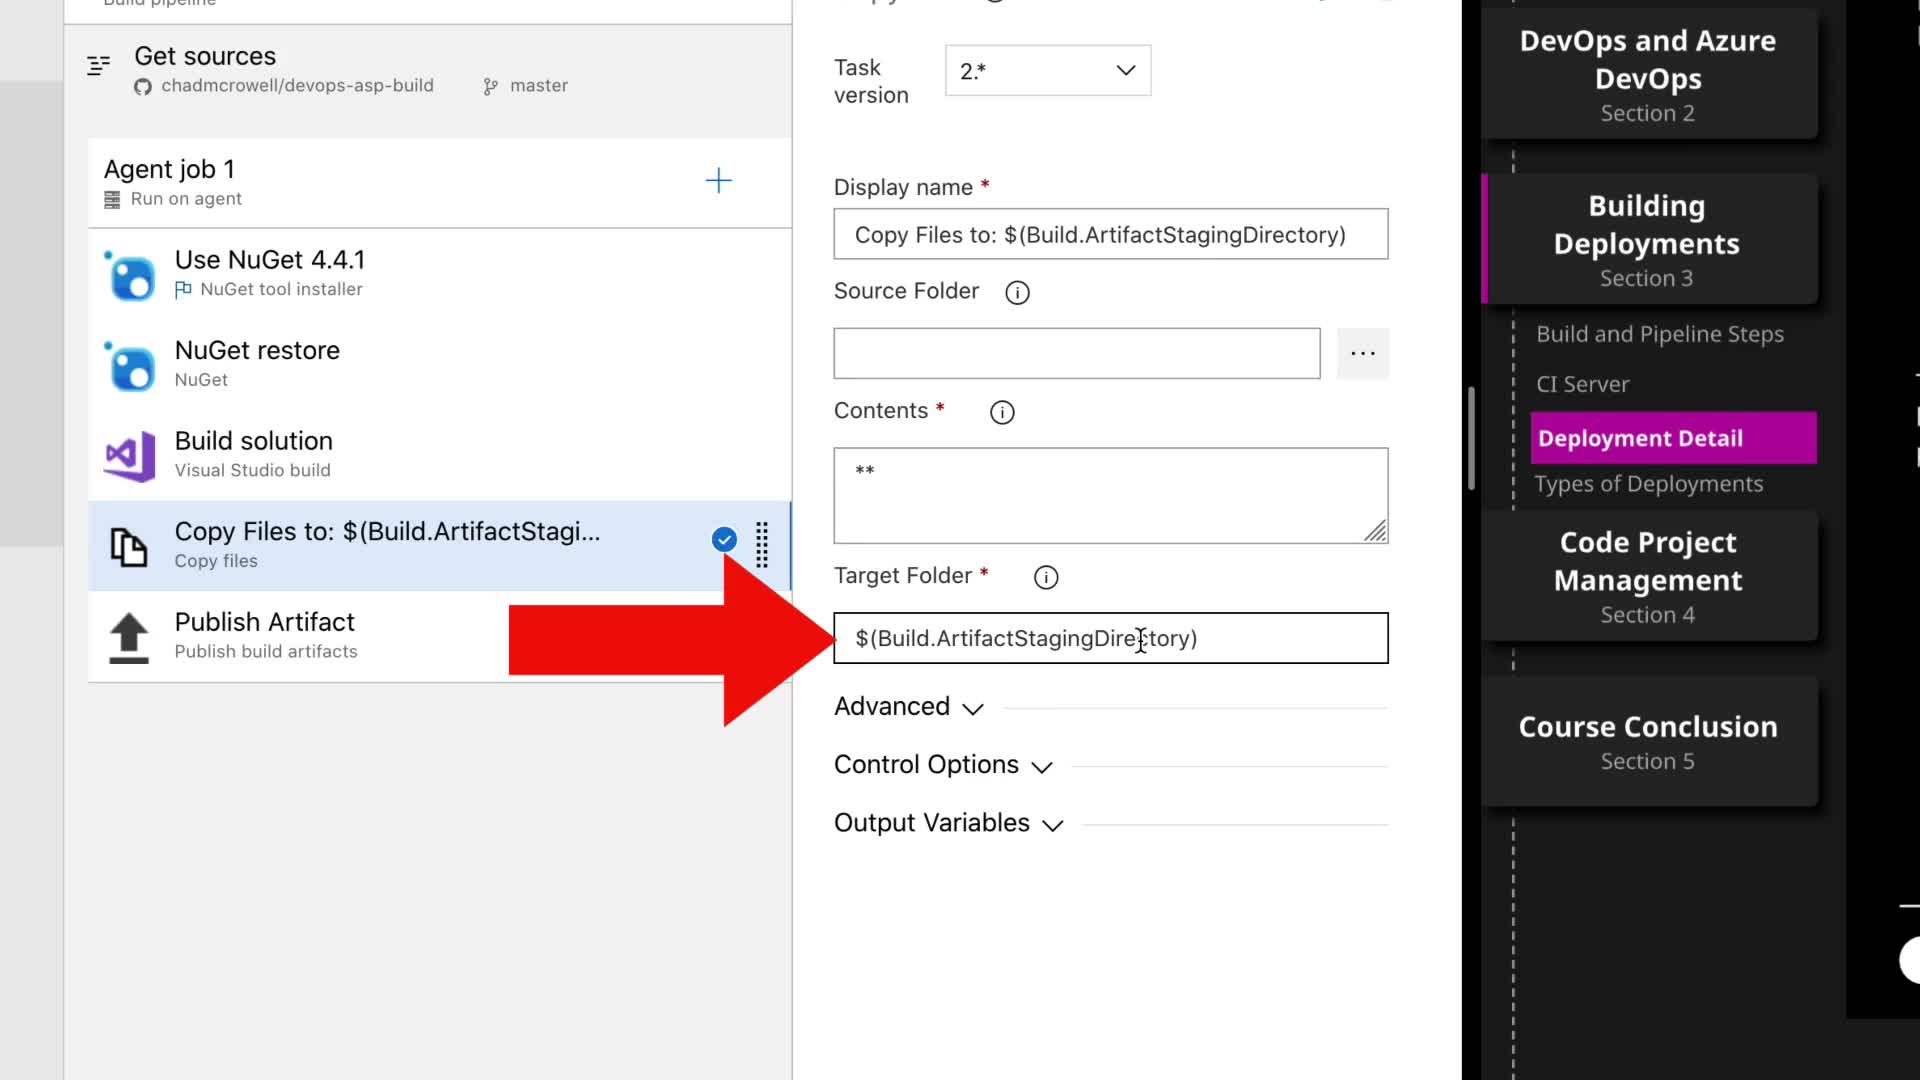 Build pipeline
Get sources
chadmcrowell/devops-asp-build
master
Agent job 1
Run on agent
Use NuGet 4.4.1
NuGet tool installer
NuGet restore
NuGet
Build solution
Visual Studio build
Copy Files to: $(Build.ArtifactStagi...
Copy files
Publish Artifact
Publish build artifacts
Task
version
2.*
Display name *
Copy Files to: $(Build.ArtifactStagingDirectory)
Source Folder
Contents *
**
Target Folder *
$(Build.ArtifactStagingDirectory)
Advanced
Control Options
Output Variables
DevOps and Azure
DevOps
Section 2
Building
Deployments
Section 3
Build and Pipeline Steps
CI Server
Deployment Detail
Types of Deployments
Code Project
Management
Section 4
Course Conclusion
Section 5